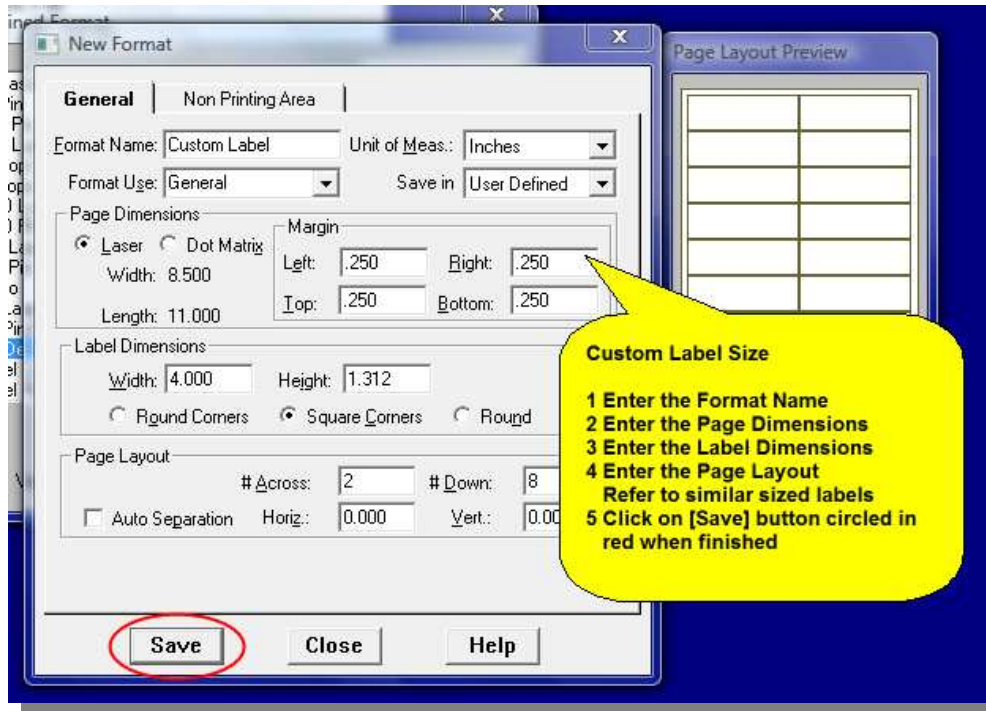 ined Format
New Format
Page Layout Preview
General Non Printing Area
Format Name: Custom Label Unit of Meas.: Inches
Format Use: General Save in User Defined
Page Dimensions
Laser Dot Matrix
Width: 8.500
Length: 11.000
Margin
Left: .250 Right: .250
Top: .250 Bottom: .250
Label Dimensions
Width: 4.000 Height: 1.312
Round Corners Square Corners Round
Page Layout
# Across: 2 # Down: 8
Auto Separation Horiz.: 0.000 Vert.: 0.00
Save Close Help
Custom Label Size
1 Enter the Format Name
2 Enter the Page Dimensions
3 Enter the Label Dimensions
4 Enter the Page Layout
Refer to similar sized labels
5 Click on [Save] button circled in
red when finished